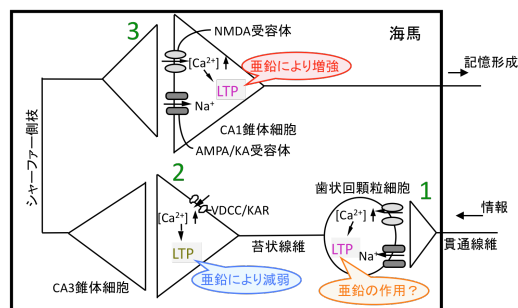 3
NMDA受容体
海馬
[Ca²⁺]
亜鉛により増強
記憶形成
LTP
Na⁺
CA1錐体細胞
AMPA/KA受容体
シャーファー側枝
2
1
歯状回顆粒細胞
VDCC/KAR
情報
[Ca²⁺]
[Ca²⁺]
LTP
LTP
Na⁺
苔状線維
貫通線維
亜鉛により減弱
亜鉛の作用？
CA3錐体細胞